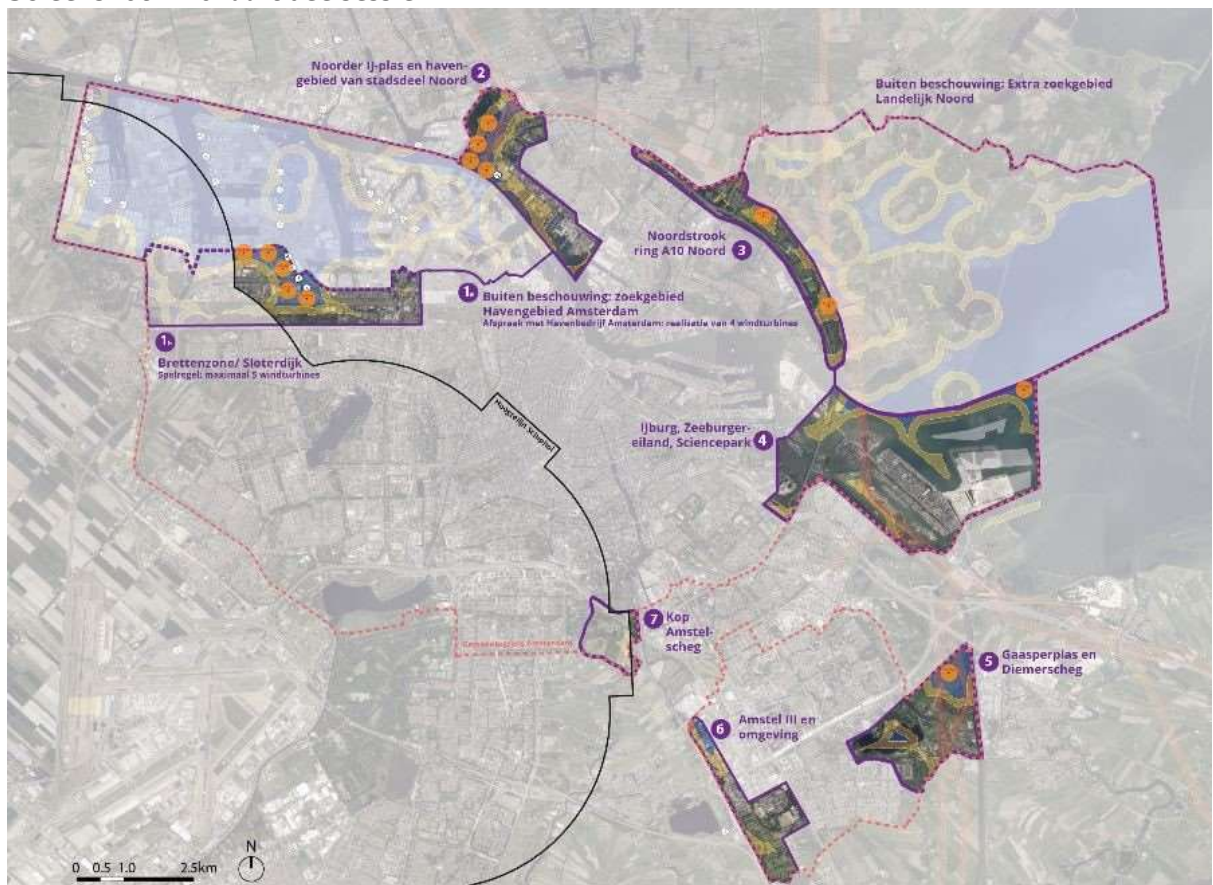 Noorder IJ-plas en haven-
gebied van stadsdeel Noord
2
Buiten beschouwing: Extra zoekgebied
Landelijk Noord
Noordstrook
ring A10 Noord
3
1a
Buiten beschouwing: zoekgebied
Havengebied Amsterdam
Afspraak met Havenbedrijf Amsterdam: realisatie van 4 windturbines
1b
Brettenzone/ Sloterdijk
Spelregel: maximaal 5 windturbines
Hoogtelijn Schiphol
IJburg, Zeeburger-
eiland, Sciencepark
4
7
Kop
Amstel-
scheg
Gemeentegrens Amsterdam
5
Gaasperplas en
Diemerscheg
6
Amstel III en
omgeving
N
0 0.5 1.0 2.5km